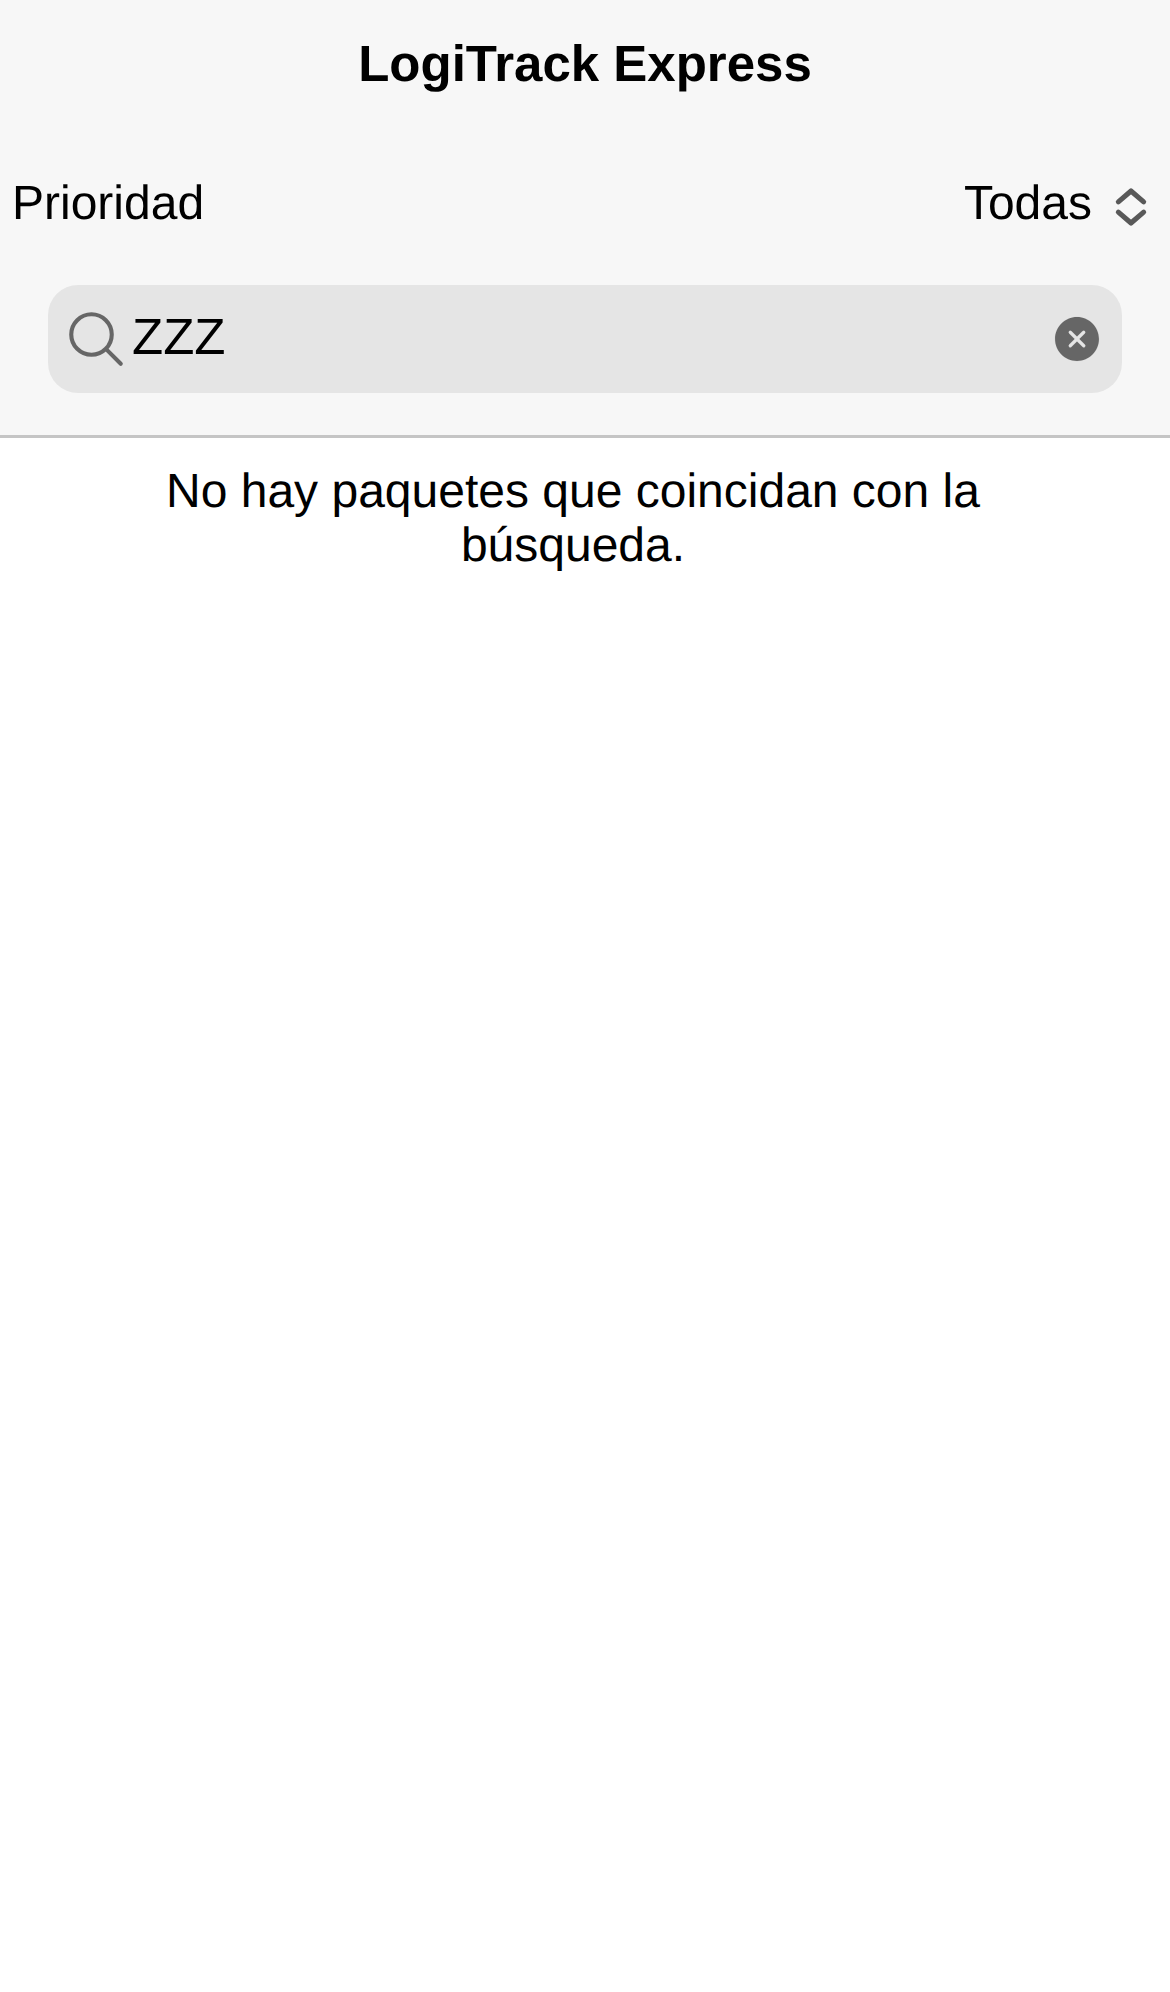 LogiTrack Express
Prioridad
Todas
ZZZ
No hay paquetes que coincidan con la
búsqueda.